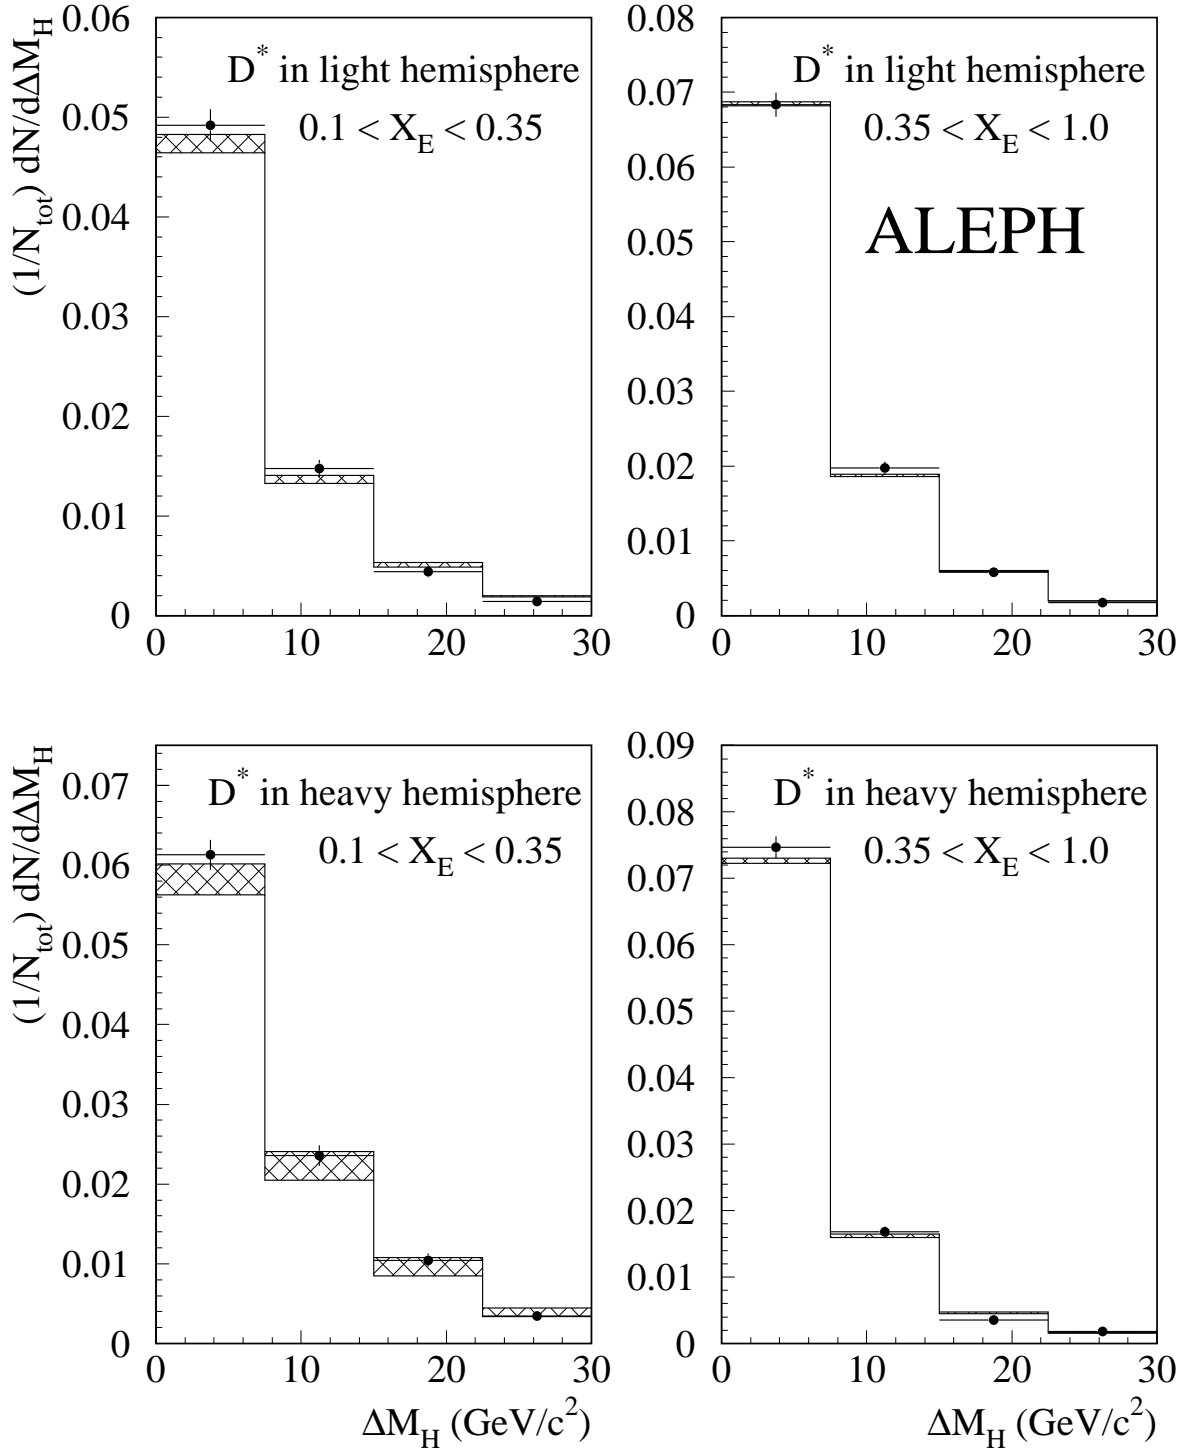 (1/N_tot) dN/dΔM_H
0.06
0.05
0.04
0.03
0.02
0.01
0
D* in light hemisphere
0.1 < X_E < 0.35
0 10 20 30
0.08
0.07
0.06
0.05
0.04
0.03
0.02
0.01
0
D* in light hemisphere
0.35 < X_E < 1.0
ALEPH
0 10 20 30
(1/N_tot) dN/dΔM_H
0.07
0.06
0.05
0.04
0.03
0.02
0.01
0
D* in heavy hemisphere
0.1 < X_E < 0.35
0 10 20 30
ΔM_H (GeV/c²)
0.09
0.08
0.07
0.06
0.05
0.04
0.03
0.02
0.01
0
D* in heavy hemisphere
0.35 < X_E < 1.0
0 10 20 30
ΔM_H (GeV/c²)